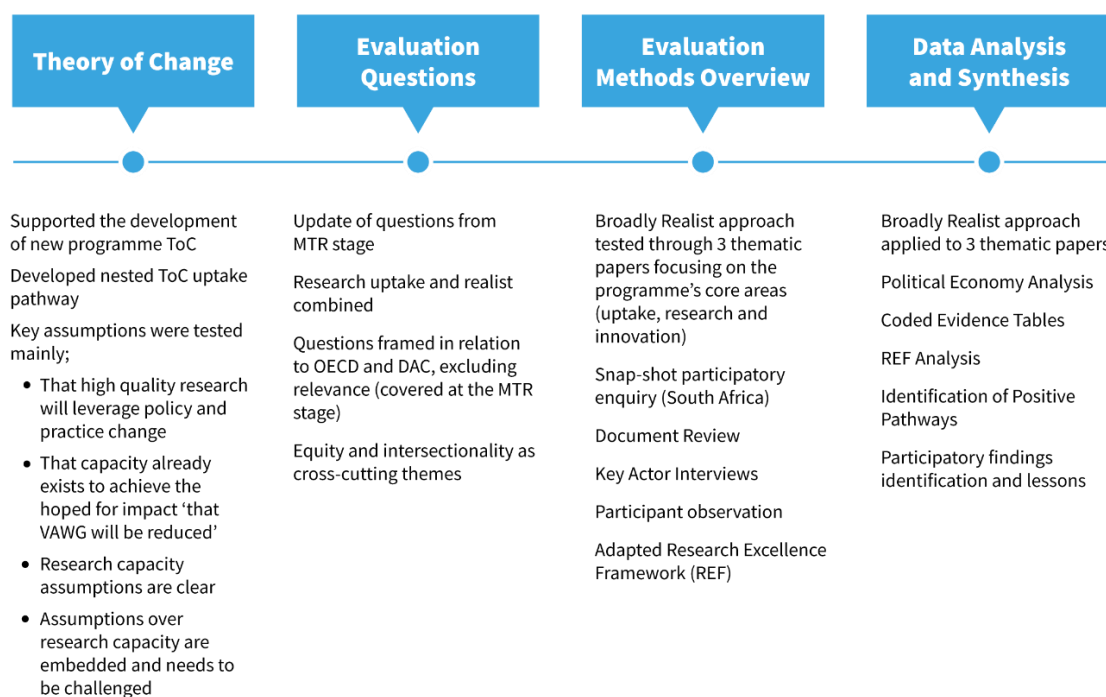 Theory of Change
Supported the development
of new programme ToC
Developed nested ToC uptake
pathway
Key assumptions were tested
mainly;
• That high quality research
will leverage policy and
practice change
• That capacity already
exists to achieve the
hoped for impact ‘that
VAWG will be reduced’
• Research capacity
assumptions are clear
• Assumptions over
research capacity are
embedded and needs to
be challenged
Evaluation
Questions
Update of questions from
MTR stage
Research uptake and realist
combined
Questions framed in relation
to OECD and DAC, excluding
relevance (covered at the MTR
stage)
Equity and intersectionality as
cross-cutting themes
Evaluation
Methods Overview
Broadly Realist approach
tested through 3 thematic
papers focusing on the
programme’s core areas
(uptake, research and
innovation)
Snap-shot participatory
enquiry (South Africa)
Document Review
Key Actor Interviews
Participant observation
Adapted Research Excellence
Framework (REF)
Data Analysis
and Synthesis
Broadly Realist approach
applied to 3 thematic papers
Political Economy Analysis
Coded Evidence Tables
REF Analysis
Identification of Positive
Pathways
Participatory findings
identification and lessons